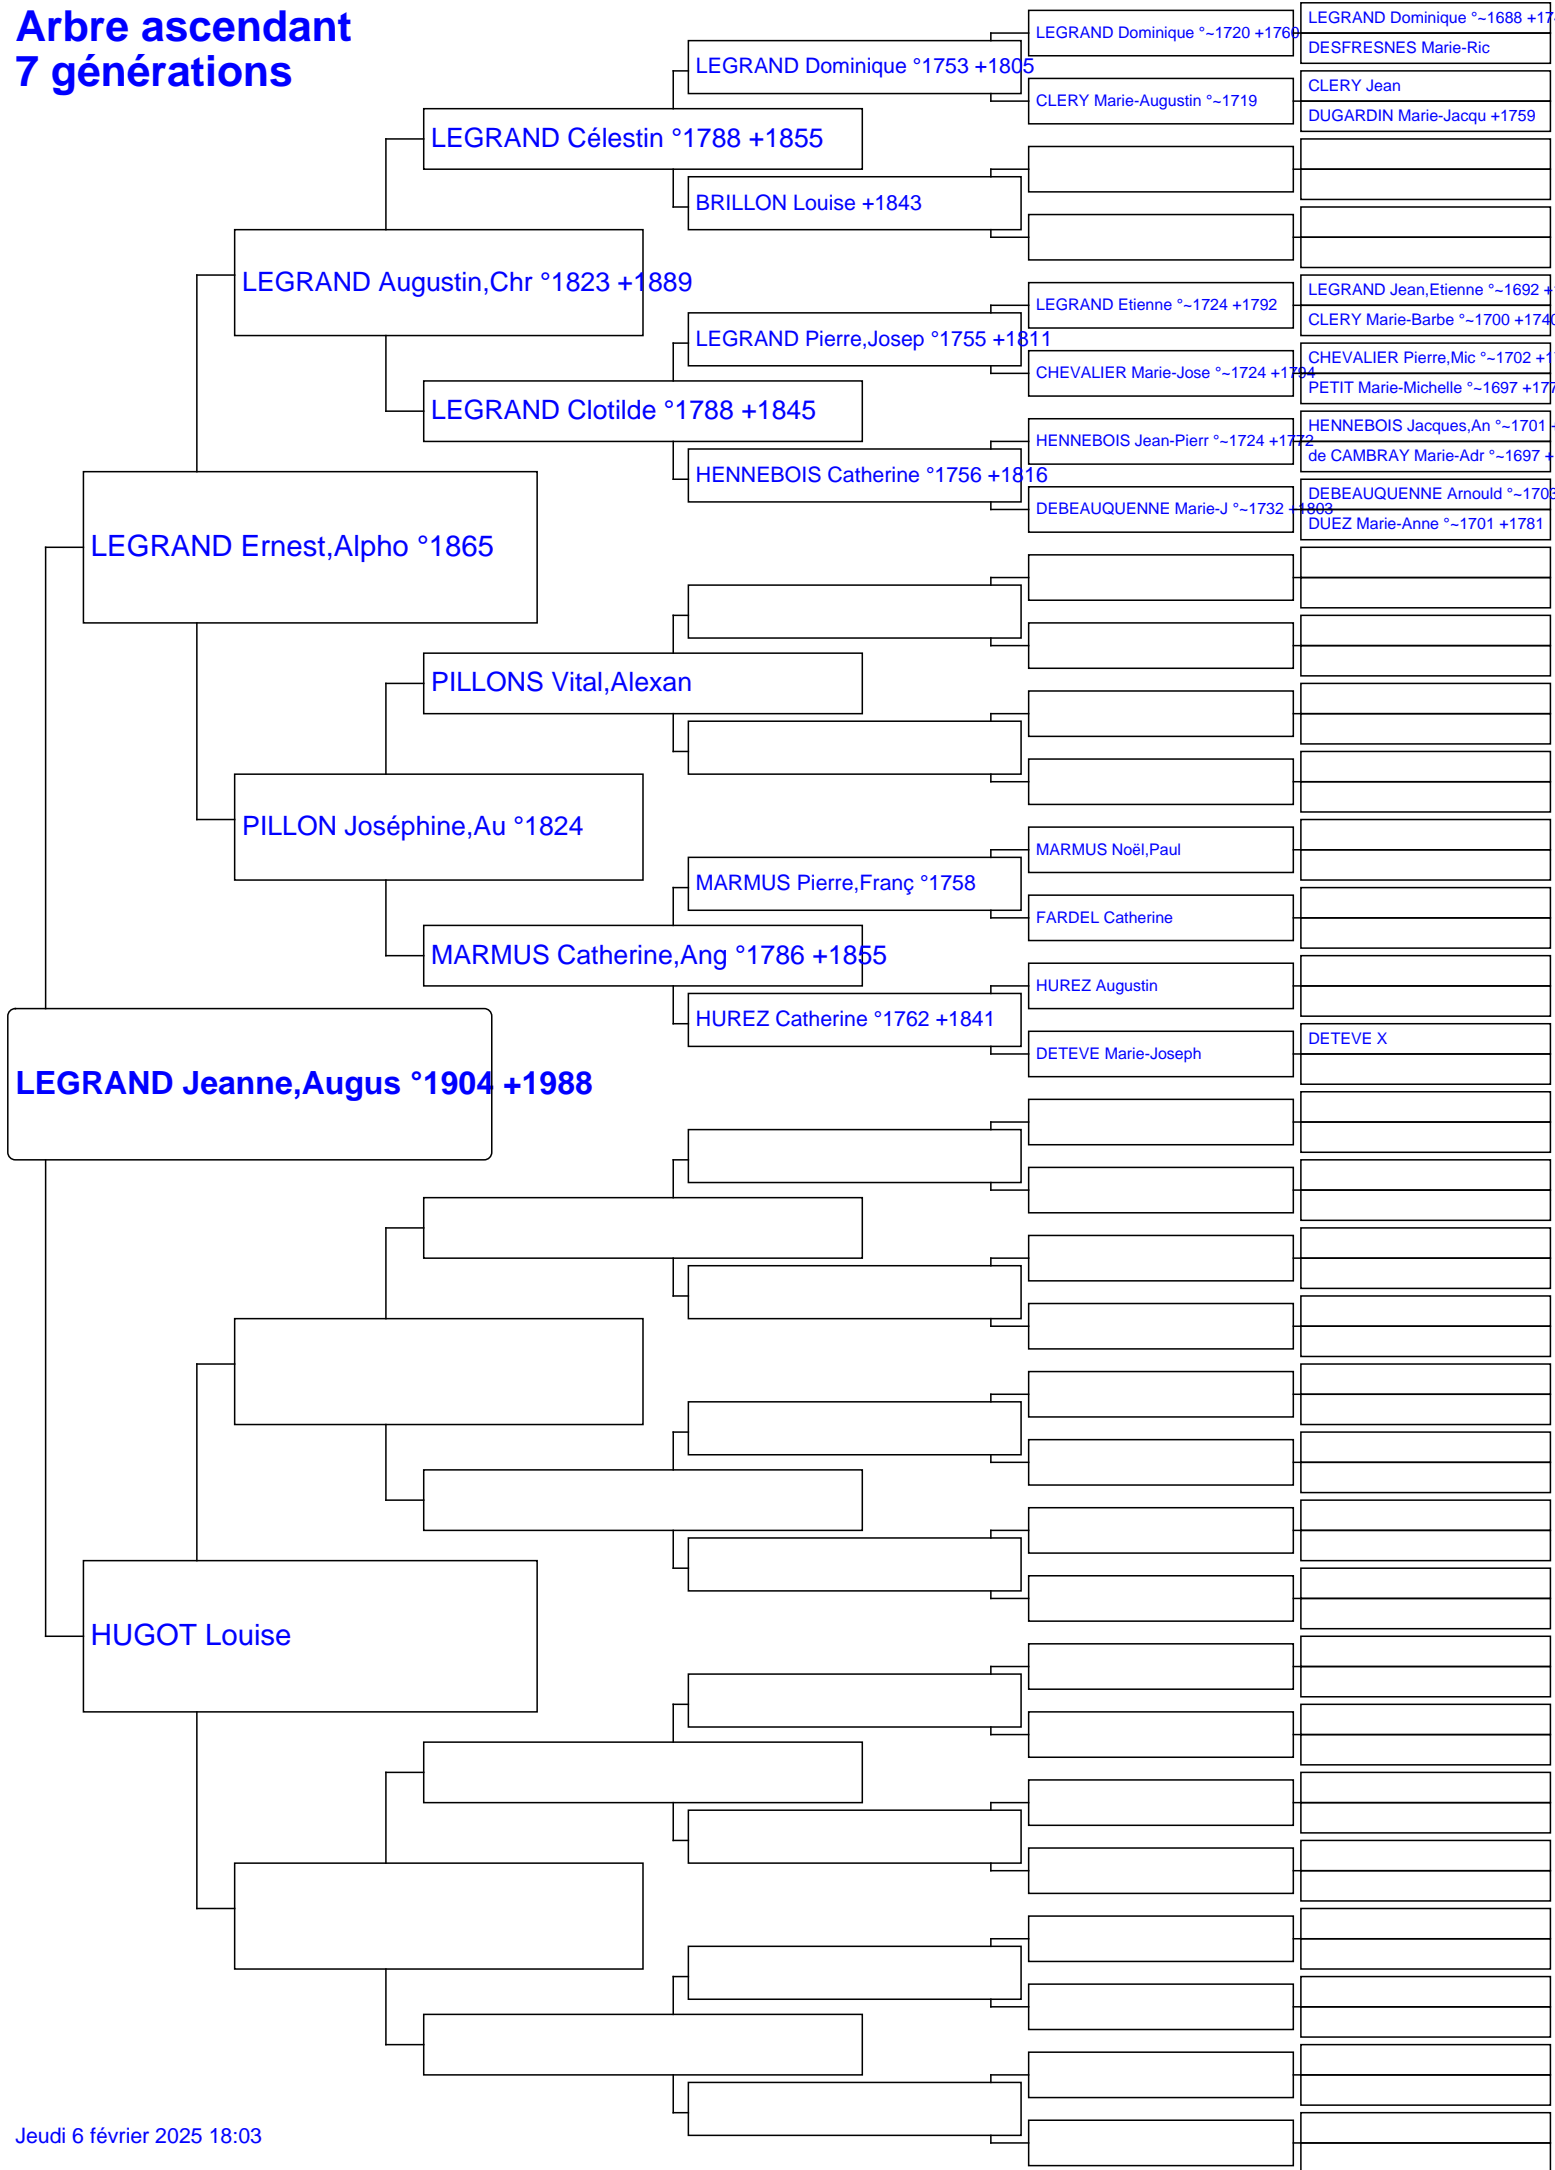 Arbre ascendant
7 générations
LEGRAND Dominique °~1688 +174
LEGRAND Dominique °~1720 +1760
DESFRESNES Marie-Ric
LEGRAND Dominique °1753 +1805
CLERY Jean
CLERY Marie-Augustin °~1719
DUGARDIN Marie-Jacqu +1759
LEGRAND Célestin °1788 +1855
BRILLON Louise +1843
LEGRAND Augustin,Chr °1823 +1889
LEGRAND Jean,Etienne °~1692 +
LEGRAND Etienne °~1724 +1792
CLERY Marie-Barbe °~1700 +1740
LEGRAND Pierre,Josep °1755 +1811
CHEVALIER Pierre,Mic °~1702 +1
CHEVALIER Marie-Jose °~1724 +1794
PETIT Marie-Michelle °~1697 +177
LEGRAND Clotilde °1788 +1845
HENNEBOIS Jacques,An °~1701 +
HENNEBOIS Jean-Pierr °~1724 +1772
de CAMBRAY Marie-Adr °~1697 +
HENNEBOIS Catherine °1756 +1816
DEBEAUQUENNE Arnould °~1703
DEBEAUQUENNE Marie-J °~1732 +1803
DUEZ Marie-Anne °~1701 +1781
LEGRAND Ernest,Alpho °1865
PILLONS Vital,Alexan
PILLON Joséphine,Au °1824
MARMUS Noël,Paul
MARMUS Pierre,Franç °1758
FARDEL Catherine
MARMUS Catherine,Ang °1786 +1855
HUREZ Augustin
HUREZ Catherine °1762 +1841
DETEVE X
DETEVE Marie-Joseph
LEGRAND Jeanne,Augus °1904 +1988
HUGOT Louise
Jeudi 6 février 2025 18:03